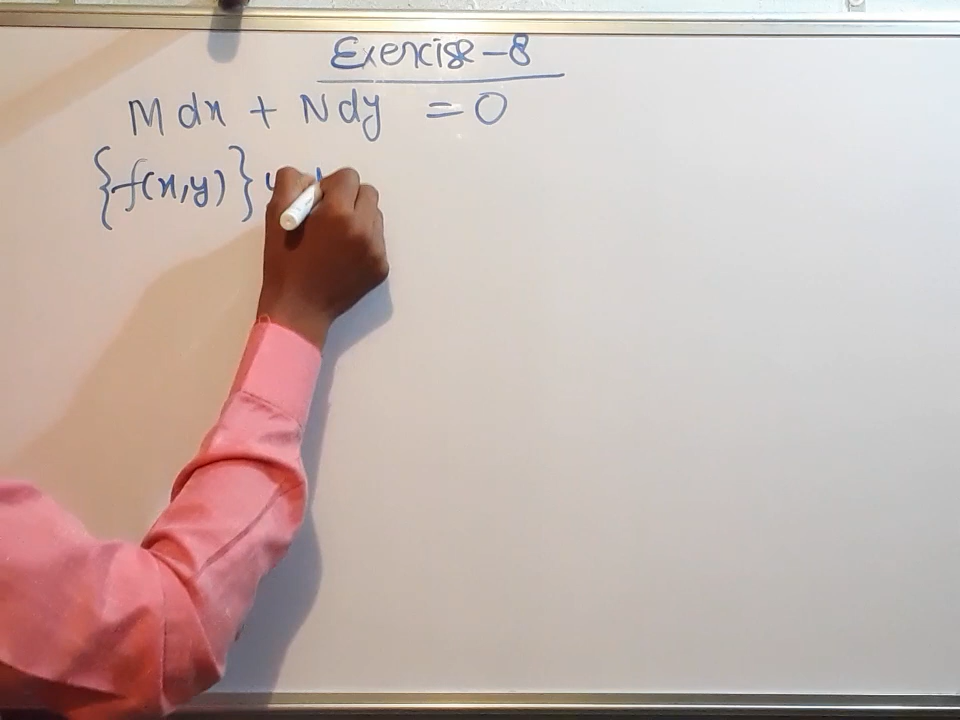 Exercise - 8
M dx + N dy = 0
{f(x,y)} y